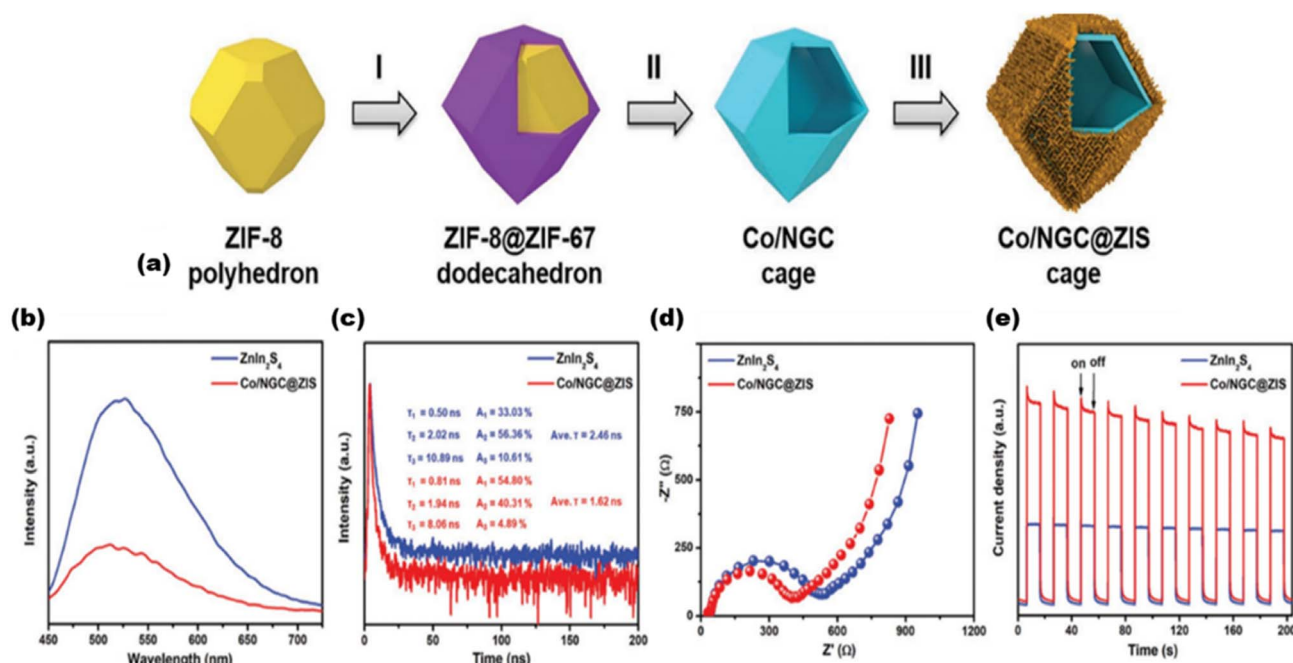 I
II
III
ZIF-8
polyhedron
ZIF-8@ZIF-67
dodecahedron
Co/NGC
cage
Co/NGC@ZIS
cage
(a)
(b)
Intensity (a.u.)
ZnIn₂S₄
Co/NGC@ZIS
450 500 550 600 650 700
Wavelength (nm)
(c)
Intensity (a.u.)
ZnIn₂S₄
Co/NGC@ZIS
τ₁ = 0.50 ns A₁ = 33.03 %
τ₂ = 2.02 ns A₂ = 56.36 % Ave. τ = 2.46 ns
τ₃ = 10.89 ns A₃ = 10.61 %
τ₁ = 0.81 ns A₁ = 54.80 %
τ₂ = 1.94 ns A₂ = 40.31 % Ave. τ = 1.62 ns
τ₃ = 8.06 ns A₃ = 4.89 %
0 50 100 150 200
Time (ns)
(d)
-Z'' (Ω)
ZnIn₂S₄
Co/NGC@ZIS
750
500
250
0
0 300 600 900 1200
Z' (Ω)
(e)
Current density (a.u.)
ZnIn₂S₄
Co/NGC@ZIS
on off
0 40 80 120 160 200
Time (s)